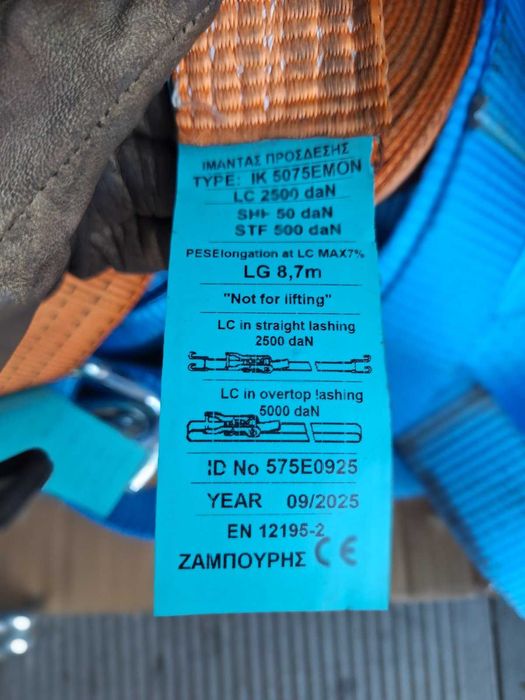 ΙΜΑΝΤΑΣ ΠΡΟΣΔΕΣΗΣ
TYPE: IK 5075EMON
LC 2500 daN
SHF 50 daN
STF 500 daN
PESElongation at LC MAX7%
LG 8,7m
"Not for lifting"
LC in straight lashing
2500 daN
LC in overtop lashing
5000 daN
ID No 575E0925
YEAR 09/2025
EN 12195-2
ΖΑΜΠΟΥΡΗΣ CE